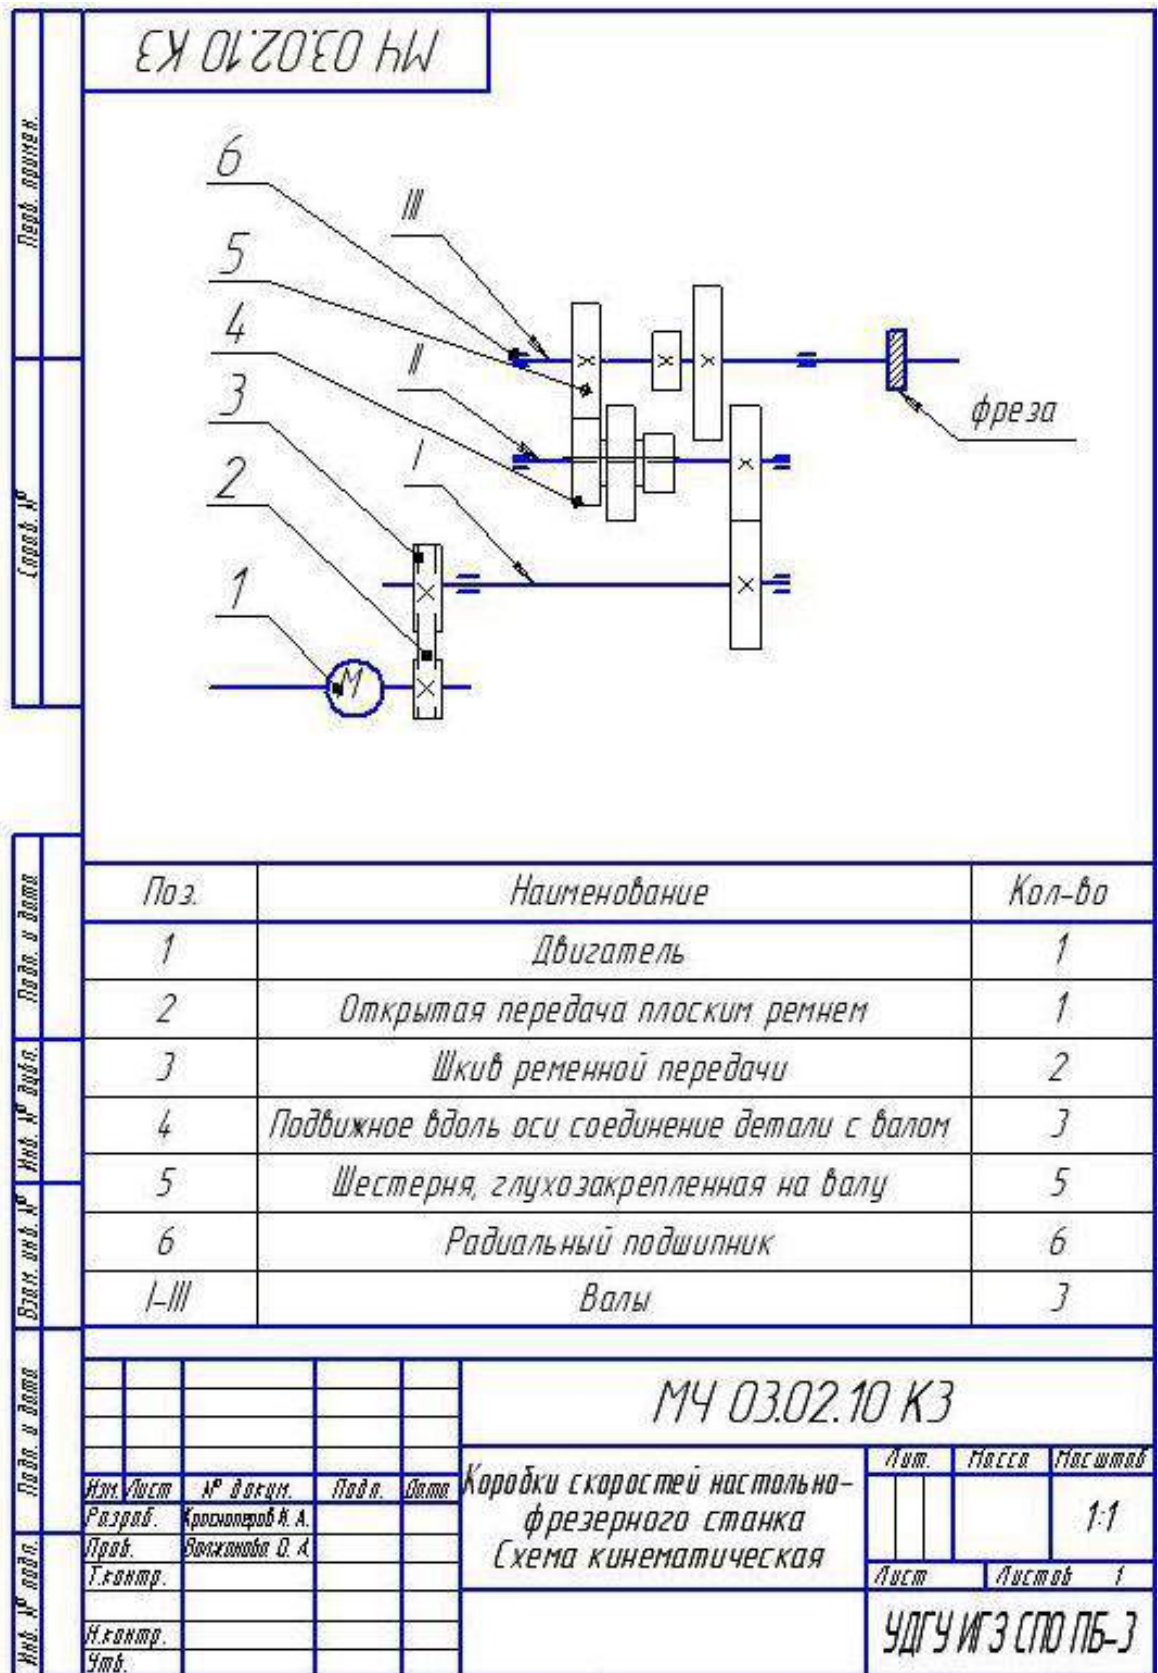 МЧ 03.02.10 К3
Перв. примен.
Справ. №
6
III
5
4
II
3
фреза
I
2
1
М
Поз. Наименование Кол-во
1 Двигатель 1
2 Открытая передача плоским ремнем 1
3 Шкив ременной передачи 2
4 Подвижное вдоль оси соединение детали с валом 3
5 Шестерня, глухозакрепленная на валу 5
6 Радиальный подшипник 6
I-III Валы 3
Подп. и дата
Инв. № дубл.
Взам. инв. №
Подп. и дата
Инв. № подл.
МЧ 03.02.10 К3
Изм. Лист № докум. Подп. Дата
Разраб. К. А.
Пров. О. А.
Т.контр.
Н.контр.
Утв.
Коробки скоростей настольно-
фрезерного станка
Схема кинематическая
Лит. Масса Масштаб
1:1
Лист Листов 1
УДГУ ИГЗ СПО ПБ-3